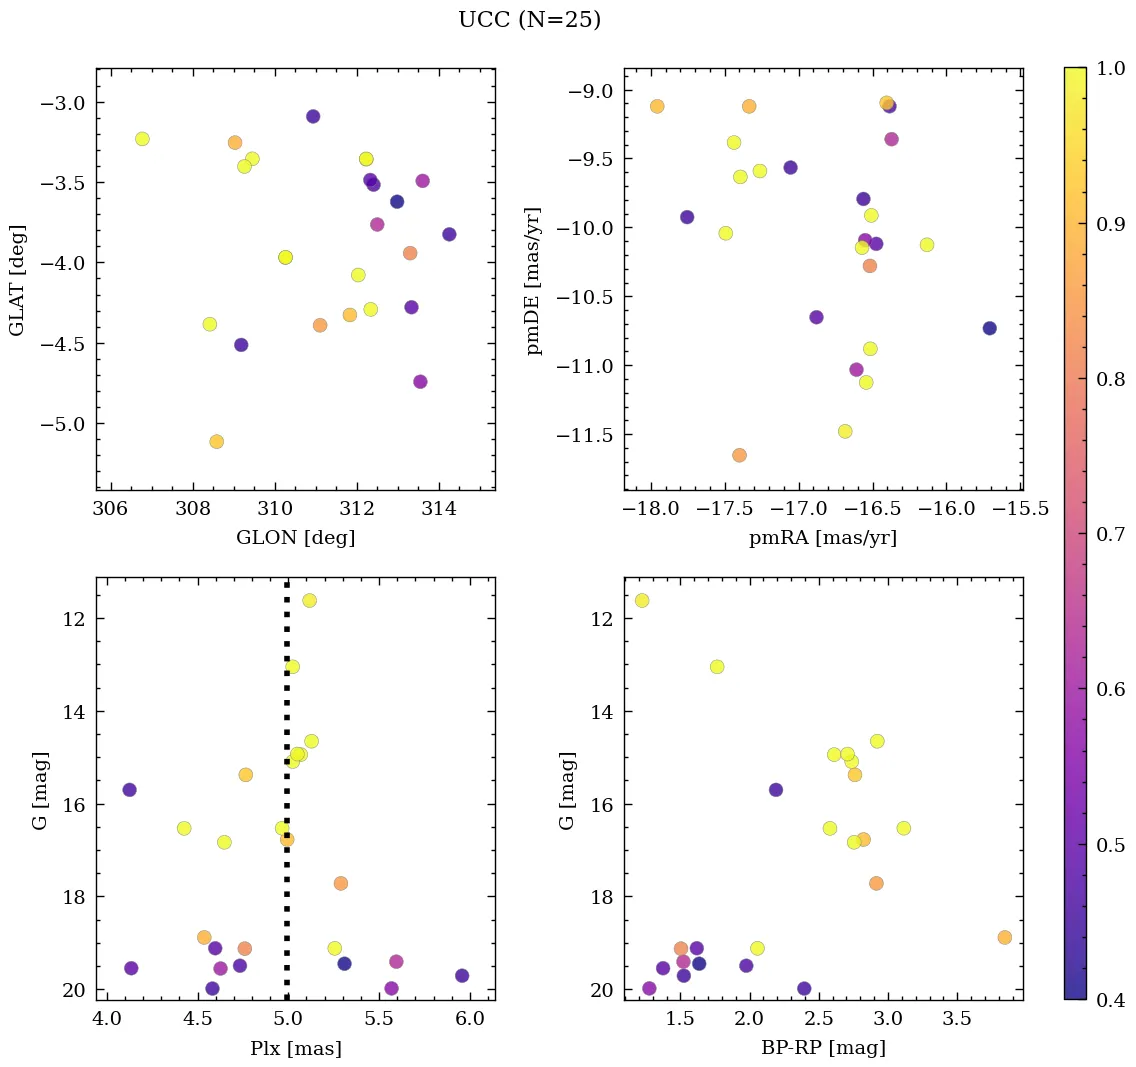 UCC (N=25)
−3.0
−3.5
−4.0
−4.5
−5.0
GLAT [deg]
306 308 310 312 314
GLON [deg]
−9.0
−9.5
−10.0
−10.5
−11.0
−11.5
pmDE [mas/yr]
−18.0 −17.5 −17.0 −16.5 −16.0 −15.5
pmRA [mas/yr]
12
14
16
18
20
G [mag]
4.0 4.5 5.0 5.5 6.0
Plx [mas]
12
14
16
18
20
G [mag]
1.5 2.0 2.5 3.0 3.5
BP-RP [mag]
1.0
0.9
0.8
0.7
0.6
0.5
0.4